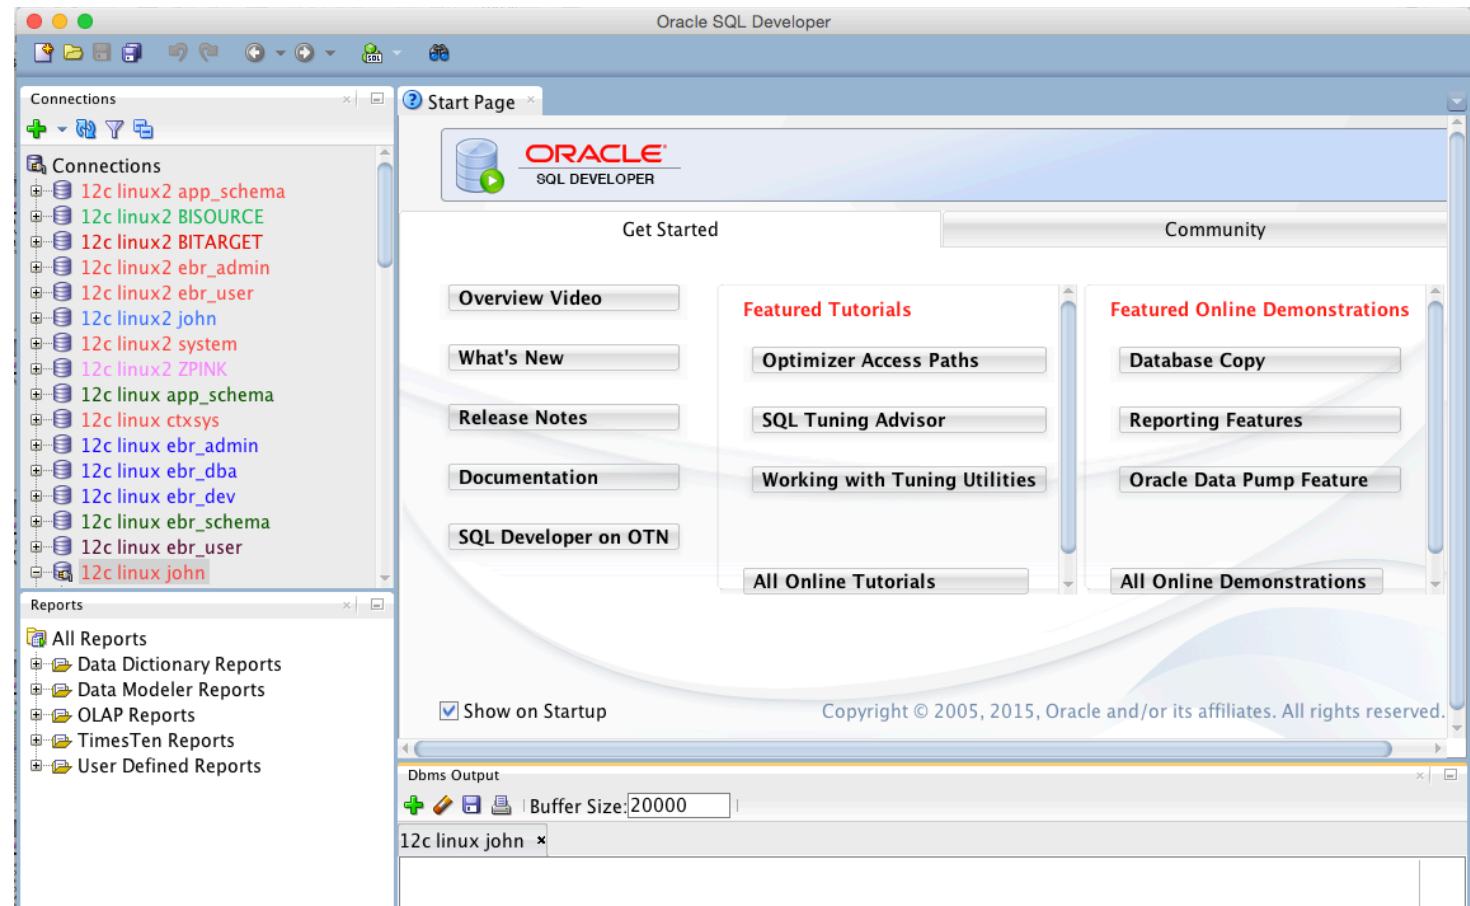 Oracle SQL Developer
SQL
Connections
Connections
12c linux2 app_schema
12c linux2 BISOURCE
12c linux2 BITARGET
12c linux2 ebr_admin
12c linux2 ebr_user
12c linux2 john
12c linux2 system
12c linux2 ZPINK
12c linux app_schema
12c linux ctxsys
12c linux ebr_admin
12c linux ebr_dba
12c linux ebr_dev
12c linux ebr_schema
12c linux ebr_user
12c linux john
Reports
All Reports
Data Dictionary Reports
Data Modeler Reports
OLAP Reports
TimesTen Reports
User Defined Reports
Start Page
ORACLE
SQL DEVELOPER
Get Started
Community
Overview Video
What's New
Release Notes
Documentation
SQL Developer on OTN
Featured Tutorials
Optimizer Access Paths
SQL Tuning Advisor
Working with Tuning Utilities
All Online Tutorials
Featured Online Demonstrations
Database Copy
Reporting Features
Oracle Data Pump Feature
All Online Demonstrations
Show on Startup
Copyright © 2005, 2015, Oracle and/or its affiliates. All rights reserved.
Dbms Output
Buffer Size: 20000
12c linux john